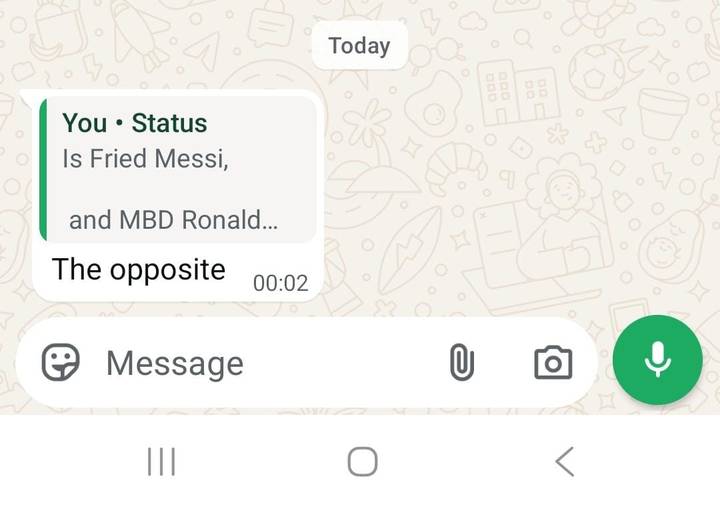 Today
You • Status
Is Fried Messi,
and MBD Ronald...
The opposite
00:02
Message